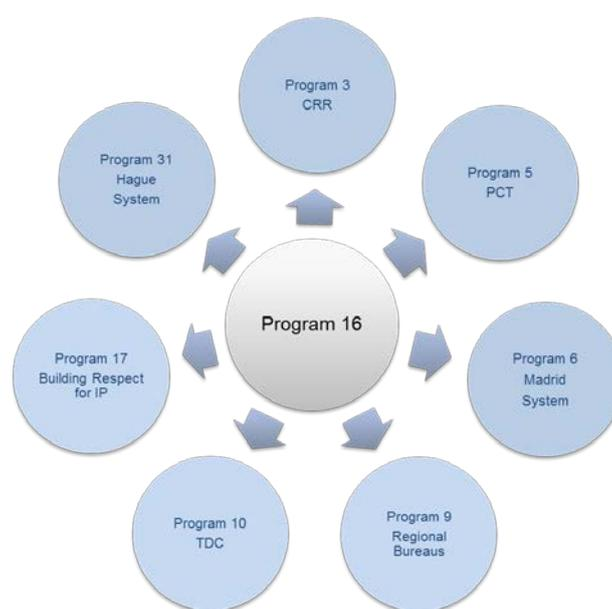 Program 3
CRR
Program 31
Hague
System
Program 5
PCT
Program 16
Program 17
Building Respect
for IP
Program 6
Madrid
System
Program 10
TDC
Program 9
Regional
Bureaus